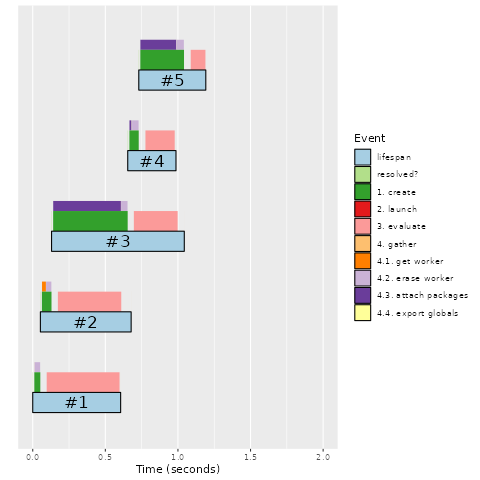 #5
#4
#3
#2
#1
0.0 0.5 1.0 1.5 2.0
Time (seconds)
Event
lifespan
resolved?
1. create
2. launch
3. evaluate
4. gather
4.1. get worker
4.2. erase worker
4.3. attach packages
4.4. export globals